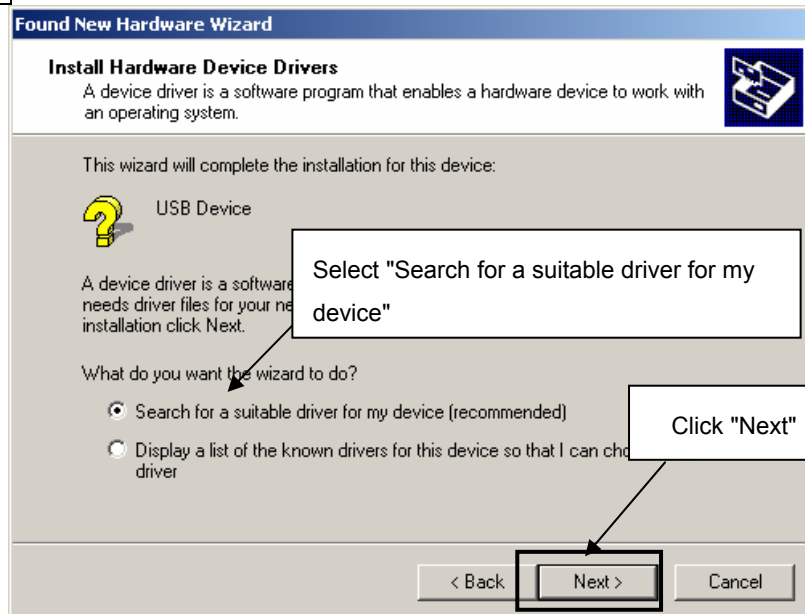 Found New Hardware Wizard
Install Hardware Device Drivers
A device driver is a software program that enables a hardware device to work with
an operating system.
This wizard will complete the installation for this device:
USB Device
Select "Search for a suitable driver for my
device"
A device driver is a software
needs driver files for your
installation click Next.
What do you want the wizard to do?
Search for a suitable driver for my device (recommended)
Click "Next"
Display a list of the known drivers for this device so that I can
driver
< Back
Next >
Cancel